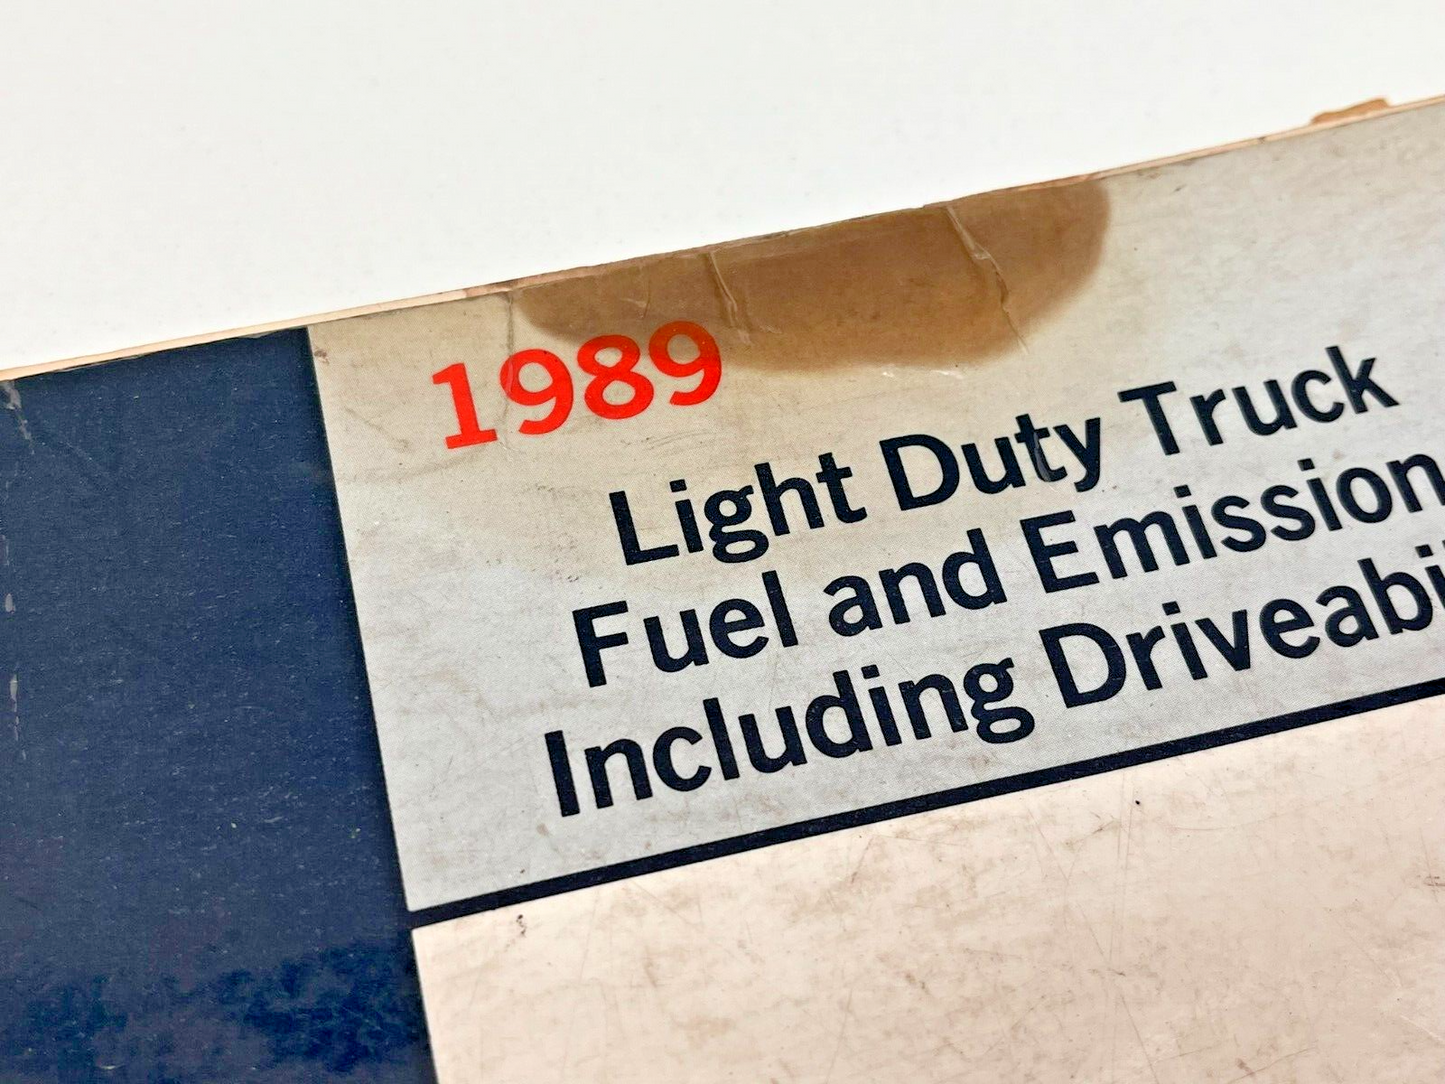 1989
Light Duty Truck
Fuel and Emission
Including Driveabi